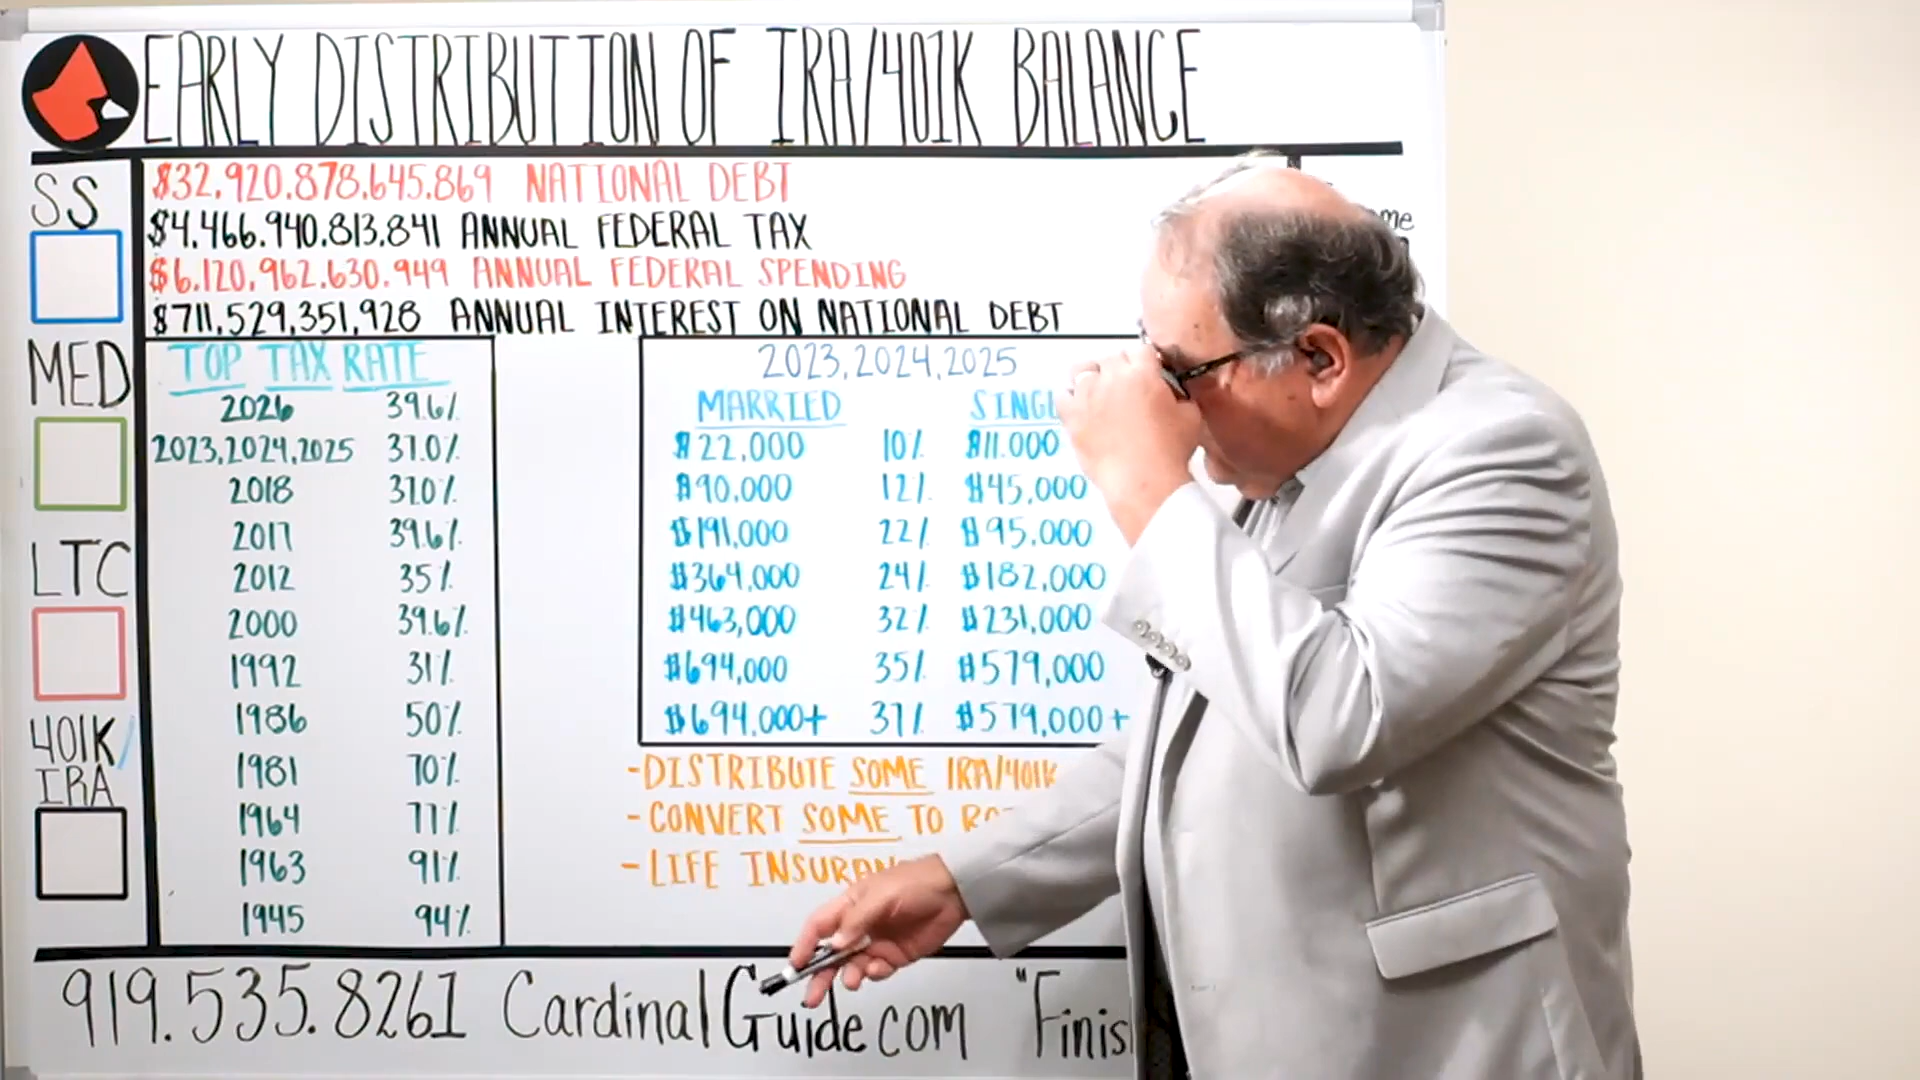 EARLY DISTRIBUTION OF IRA/401K BALANCE
SS
$32,920,878,645,869 NATIONAL DEBT
$4,466,940,813,841 ANNUAL FEDERAL TAX
$6,120,962,630,949 ANNUAL FEDERAL SPENDING
$711,529,351,928 ANNUAL INTEREST ON NATIONAL DEBT
MED
LTC
401K/
IRA
TOP TAX RATE
2026 39.6%
2023,2024,2025 37.0%
2018 37.0%
2017 39.6%
2012 35%
2000 39.6%
1992 31%
1986 50%
1981 70%
1964 77%
1963 91%
1945 94%
2023,2024,2025
MARRIED SINGL
$22,000 10% $11,000
$90,000 12% $45,000
$191,000 22% $95,000
$364,000 24% $182,000
$463,000 32% $231,000
$694,000 35% $579,000
$694,000+ 37% $579,000+
-DISTRIBUTE SOME IRA/401K
-CONVERT SOME TO
-LIFE INSURAN
me
919.535.8261 CardinalGuide.com "Finis